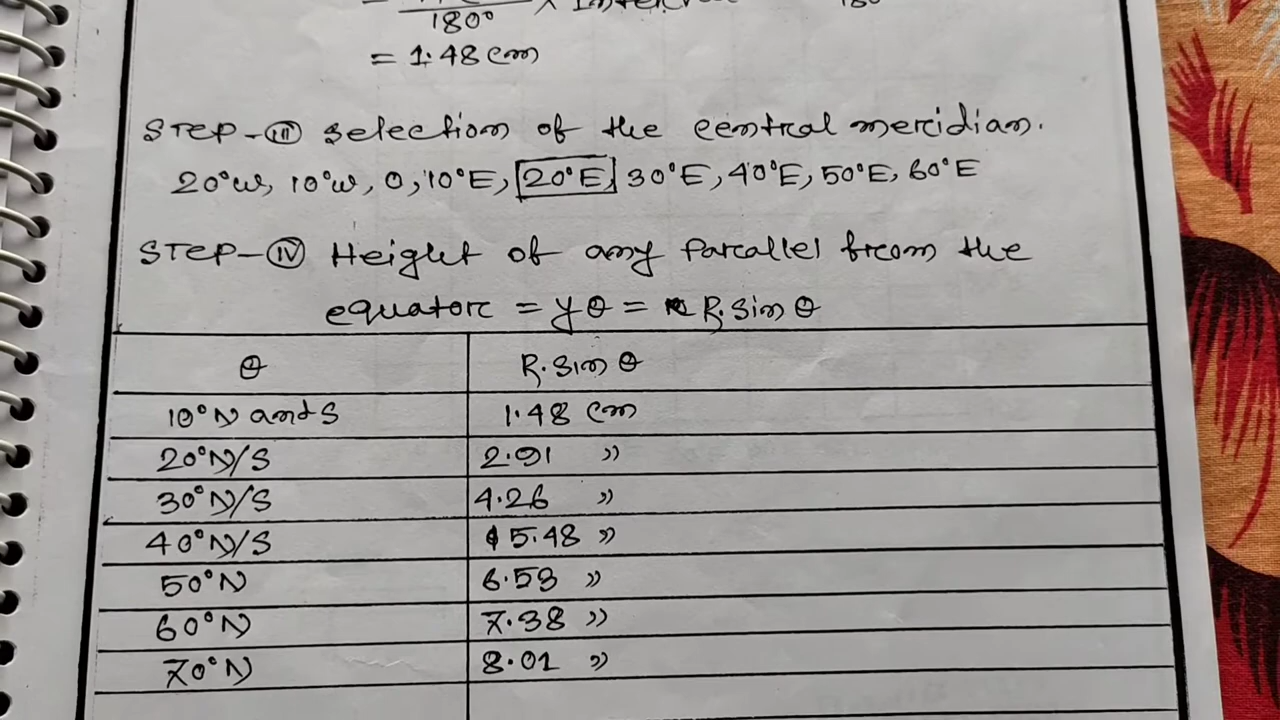 180°
= 1.48 cm
STEP-III Selection of the central meridian.
20°W, 10°W, 0, 10°E, 20°E, 30°E, 40°E, 50°E, 60°E
STEP-IV Height of any Parallel from the
equator = yθ = R.Sin θ
θ R.Sin θ
10°N and S 1.48 cm
20°N/S 2.91 "
30°N/S 4.26 "
40°N/S 5.48 "
50°N 6.53 "
60°N 7.38 "
70°N 8.01 "